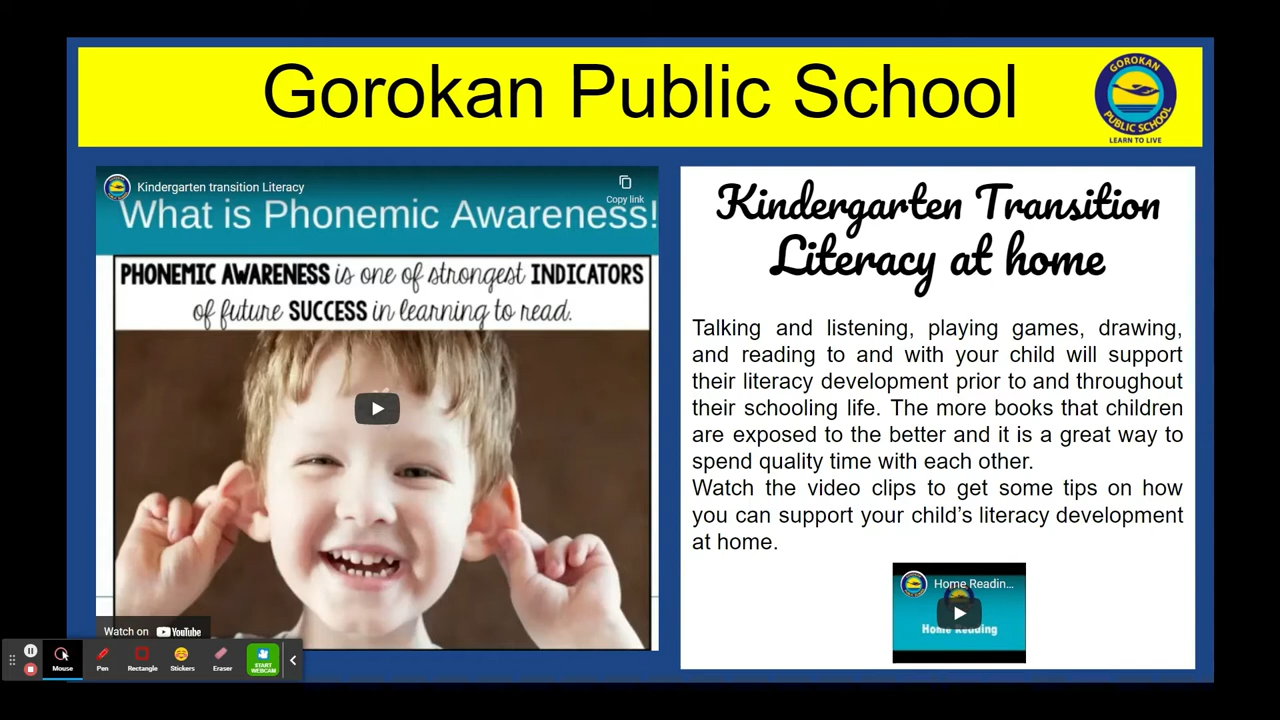 Gorokan Public School
GOROKAN
PUBLIC SCHOOL
LEARN TO LIVE
Kindergarten transition Literacy
Copy link
What is Phonemic Awareness!
PHONEMIC AWARENESS is one of strongest INDICATORS
of future SUCCESS in learning to read.
Watch on YouTube
Kindergarten Transition
Literacy at home
Talking and listening, playing games, drawing,
and reading to and with your child will support
their literacy development prior to and throughout
their schooling life. The more books that children
are exposed to the better and it is a great way to
spend quality time with each other.
Watch the video clips to get some tips on how
you can support your child's literacy development
at home.
Home Readin...
Home Reading
Mouse
Pen
Rectangle
Stickers
Eraser
START
WEBCAM